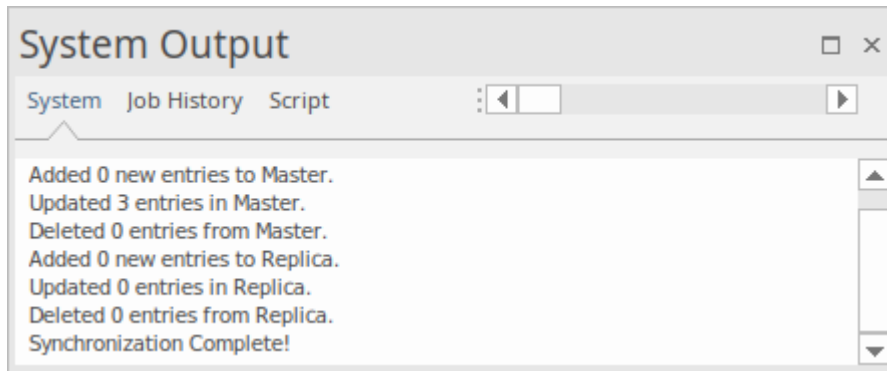 System Output
System Job History Script
Added 0 new entries to Master.
Updated 3 entries in Master.
Deleted 0 entries from Master.
Added 0 new entries to Replica.
Updated 0 entries in Replica.
Deleted 0 entries from Replica.
Synchronization Complete!